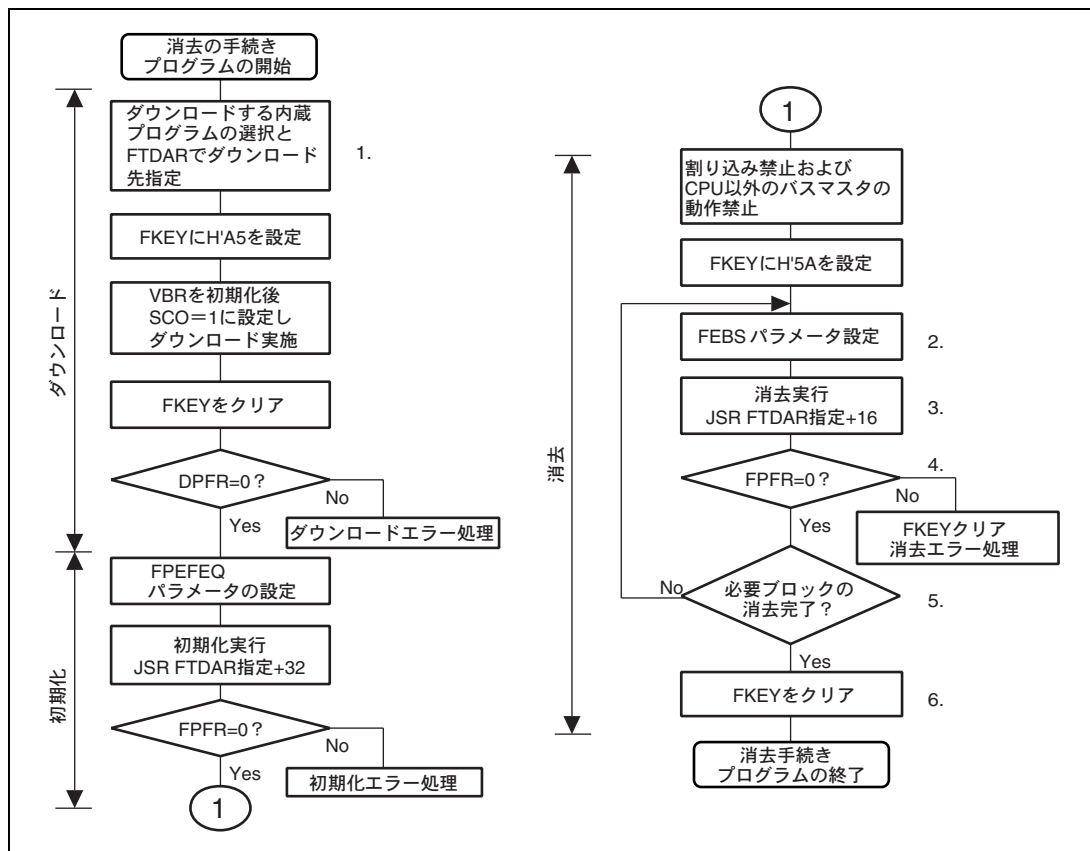 消去の手続き
プログラムの開始
ダウンロード
ダウンロードする内蔵
プログラムの選択と
FTDARでダウンロード
先指定
1.
FKEYにH'A5を設定
VBRを初期化後
SCO＝1に設定し
ダウンロード実施
FKEYをクリア
DPFR=0？
No
Yes
ダウンロードエラー処理
初期化
FPEFEQ
パラメータの設定
初期化実行
JSR FTDAR指定+32
FPFR=0？
No
Yes
初期化エラー処理
1
1
消去
割り込み禁止および
CPU以外のバスマスタの
動作禁止
FKEYにH'5Aを設定
FEBS パラメータ設定
2.
消去実行
JSR FTDAR指定+16
3.
FPFR=0？
4.
No
Yes
FKEYクリア
消去エラー処理
必要ブロックの
消去完了？
No
5.
Yes
FKEYをクリア
6.
消去手続き
プログラムの終了